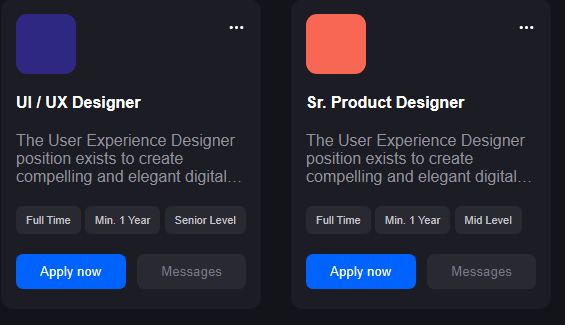 UI / UX Designer
The User Experience Designer
position exists to create
compelling and elegant digital...
Full Time
Min. 1 Year
Senior Level
Apply now
Messages
Sr. Product Designer
The User Experience Designer
position exists to create
compelling and elegant digital...
Full Time
Min. 1 Year
Mid Level
Apply now
Messages